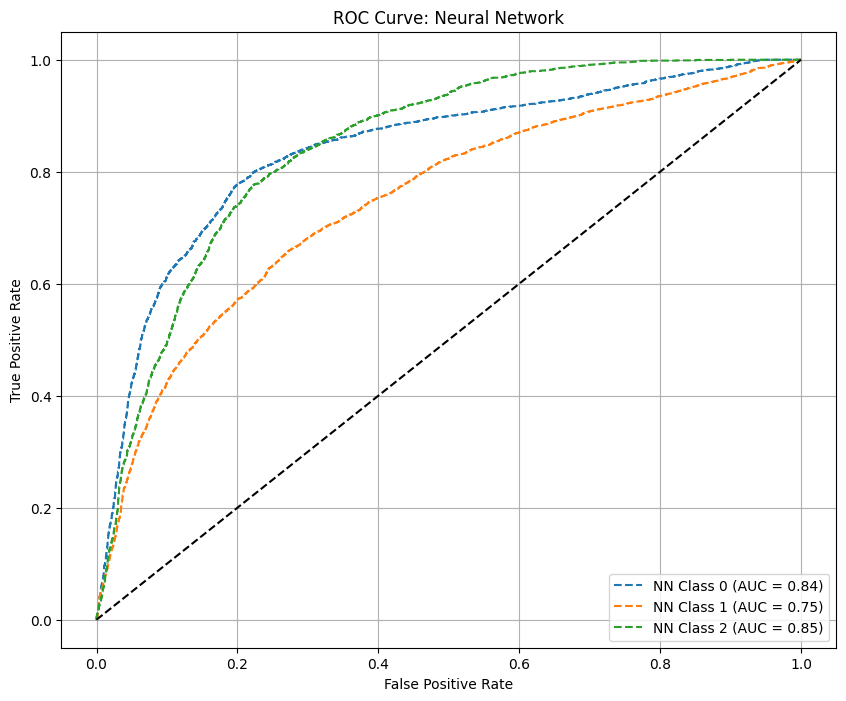 ROC Curve: Neural Network
True Positive Rate
1.0
0.8
0.6
0.4
0.2
0.0
0.0 0.2 0.4 0.6 0.8 1.0
False Positive Rate
NN Class 0 (AUC = 0.84)
NN Class 1 (AUC = 0.75)
NN Class 2 (AUC = 0.85)